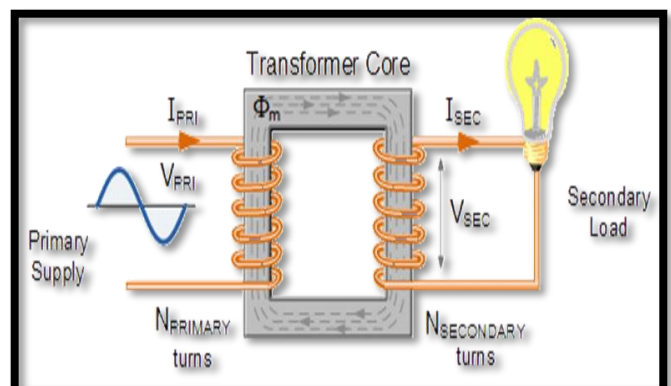 Transformer Core
Φm
IPRI
ISEC
VPRI
VSEC
Primary
Supply
Secondary
Load
NPRIMARY
turns
NSECONDARY
turns